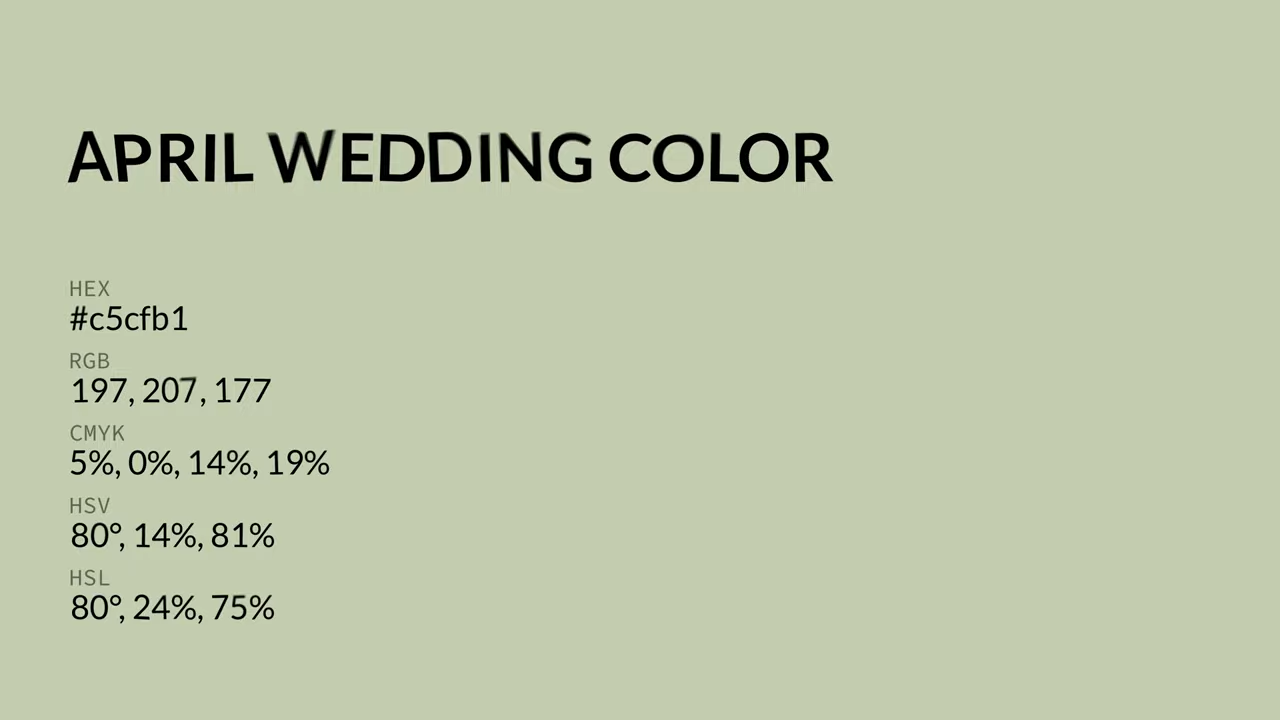 APRIL WEDDING COLOR
HEX
#c5cfb1
RGB
197, 207, 177
CMYK
5%, 0%, 14%, 19%
HSV
80°, 14%, 81%
HSL
80°, 24%, 75%